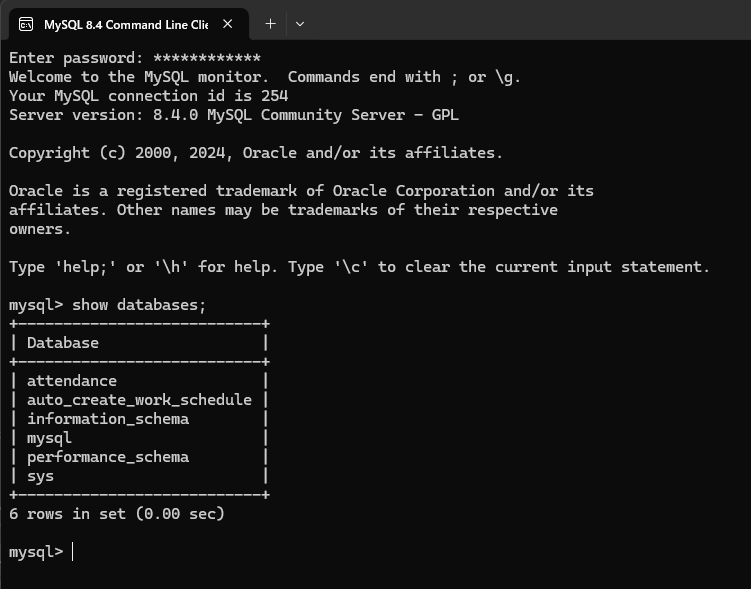 MySQL 8.4 Command Line Clie
Enter password: ************
Welcome to the MySQL monitor.  Commands end with ; or \g.
Your MySQL connection id is 254
Server version: 8.4.0 MySQL Community Server - GPL
Copyright (c) 2000, 2024, Oracle and/or its affiliates.
Oracle is a registered trademark of Oracle Corporation and/or its
affiliates. Other names may be trademarks of their respective
owners.
Type 'help;' or '\h' for help. Type '\c' to clear the current input statement.
mysql> show databases;
+---------------------------+
| Database                  |
+---------------------------+
| attendance                |
| auto_create_work_schedule |
| information_schema        |
| mysql                     |
| performance_schema        |
| sys                       |
+---------------------------+
6 rows in set (0.00 sec)
mysql>